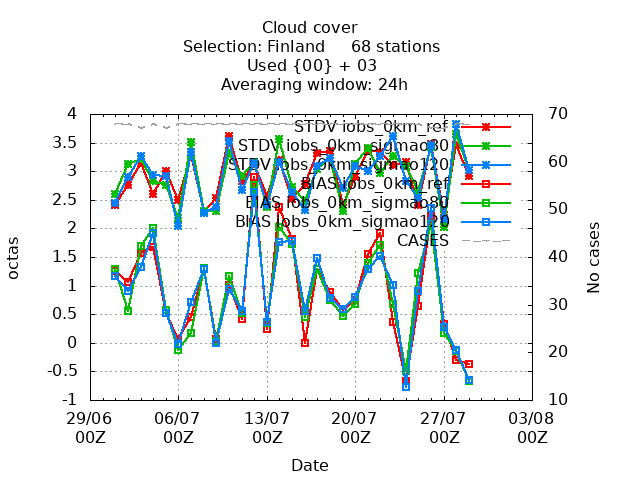 Cloud cover
Selection: Finland 68 stations
Used {00} + 03
Averaging window: 24h
octas
No cases
4
3.5
3
2.5
2
1.5
1
0.5
0
-0.5
-1
70
60
50
40
30
20
10
STDV iobs_0km_ref
STDV iobs_0km_sigmao80
STDV iobs_0km_sigmao120
BIAS iobs_0km_ref
BIAS iobs_0km_sigmao80
BIAS iobs_0km_sigmao120
CASES
29/06 06/07 13/07 20/07 27/07 03/08
00Z 00Z 00Z 00Z 00Z 00Z
Date